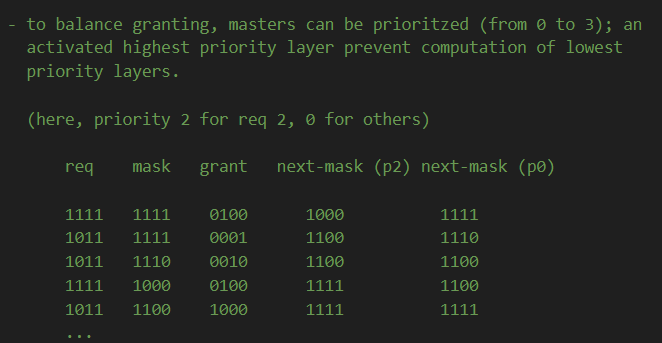 - to balance granting, masters can be prioritzed (from 0 to 3); an
activated highest priority layer prevent computation of lowest
priority layers.
(here, priority 2 for req 2, 0 for others)
req mask grant next-mask (p2) next-mask (p0)
1111 1111 0100 1000 1111
1011 1111 0001 1100 1110
1011 1110 0010 1100 1100
1111 1000 0100 1111 1100
1011 1100 1000 1111 1111
...